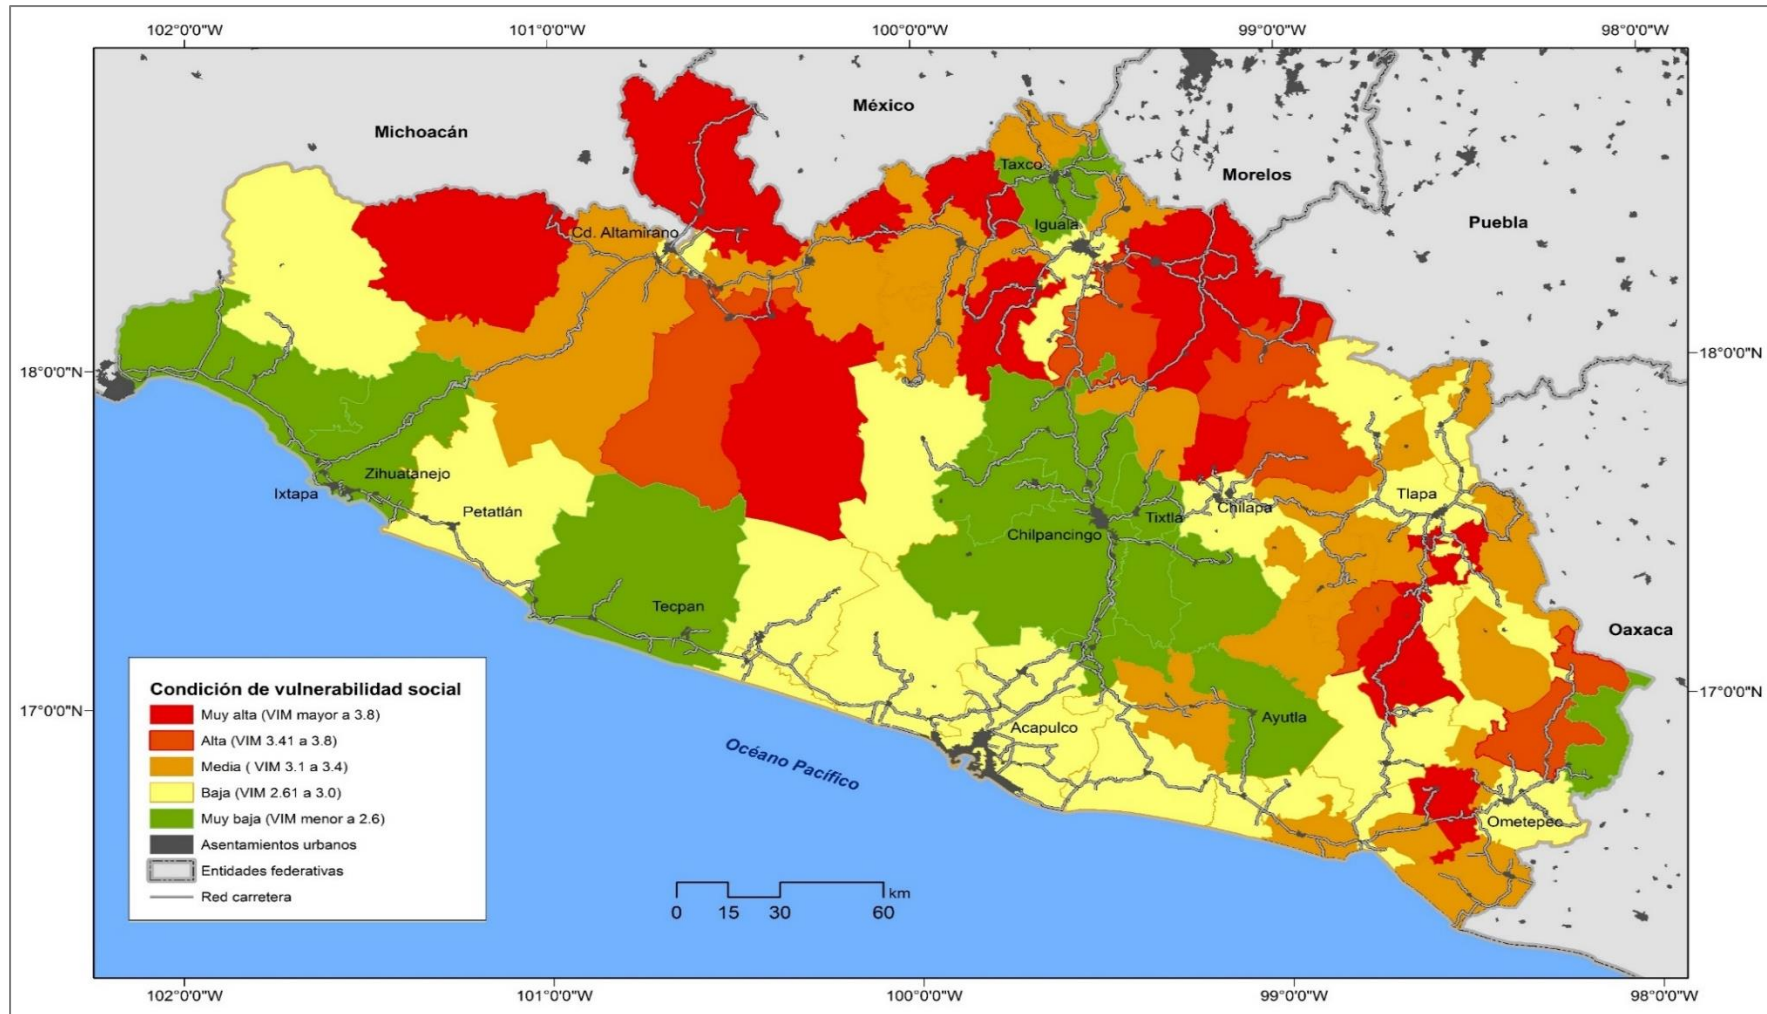 102°0'0"W 101°0'0"W 100°0'0"W 99°0'0"W 98°0'0"W
México
Michoacán
Taxco
Morelos
Puebla
Iguala
Cd. Altamirano
18°0'0"N 18°0'0"N
Zihuatanejo
Ixtapa
Petatlán
Tlapa
Chilapa
Tixtla
Chilpancingo
Tecpan
Oaxaca
17°0'0"N 17°0'0"N
Ayutla
Acapulco
Océano Pacífico
Ometepec
Condición de vulnerabilidad social
Muy alta (VIM mayor a 3.8)
Alta (VIM 3.41 a 3.8)
Media ( VIM 3.1 a 3.4)
Baja (VIM 2.61 a 3.0)
Muy baja (VIM menor a 2.6)
Asentamientos urbanos
Entidades federativas
Red carretera
km
0 15 30 60
102°0'0"W 101°0'0"W 100°0'0"W 99°0'0"W 98°0'0"W